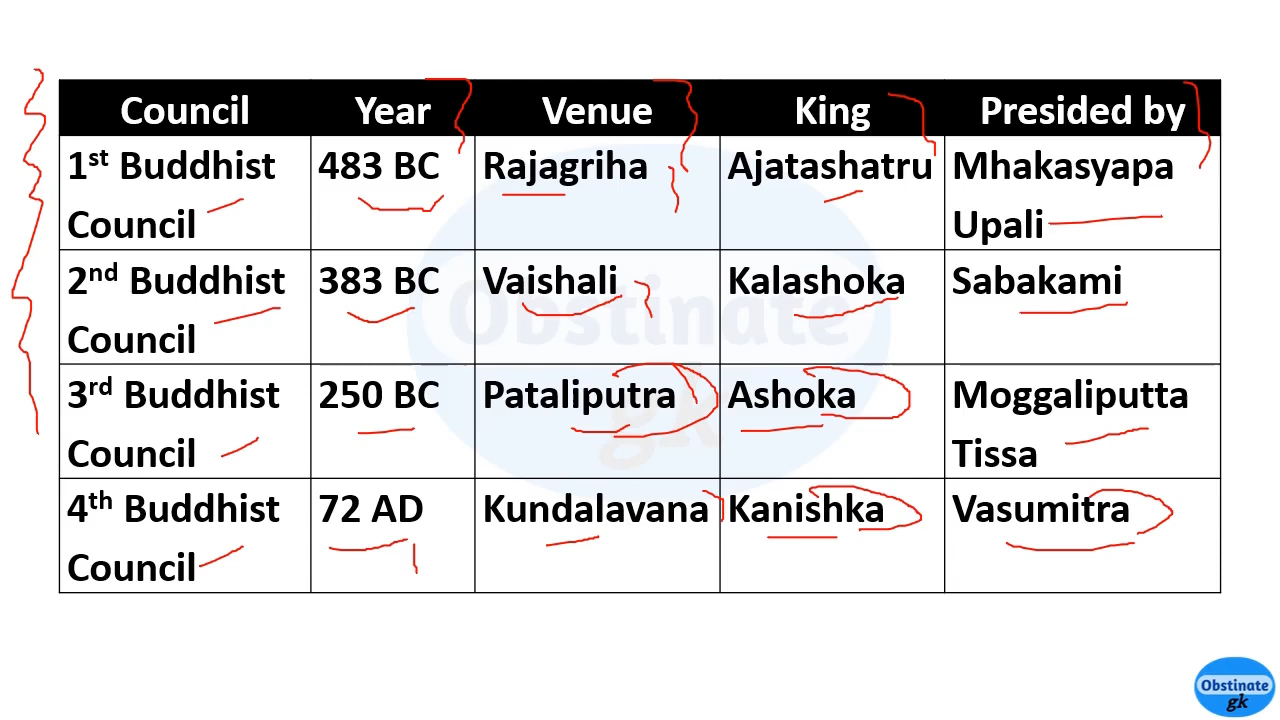 Council Year Venue King Presided by
1st Buddhist 483 BC Rajagriha Ajatashatru Mhakasyapa
Council Upali
2nd Buddhist 383 BC Vaishali Kalashoka Sabakami
Council
3rd Buddhist 250 BC Pataliputra Ashoka Moggaliputta
Council Tissa
4th Buddhist 72 AD Kundalavana Kanishka Vasumitra
Council
Obstinate
gk
Obstinate
gk